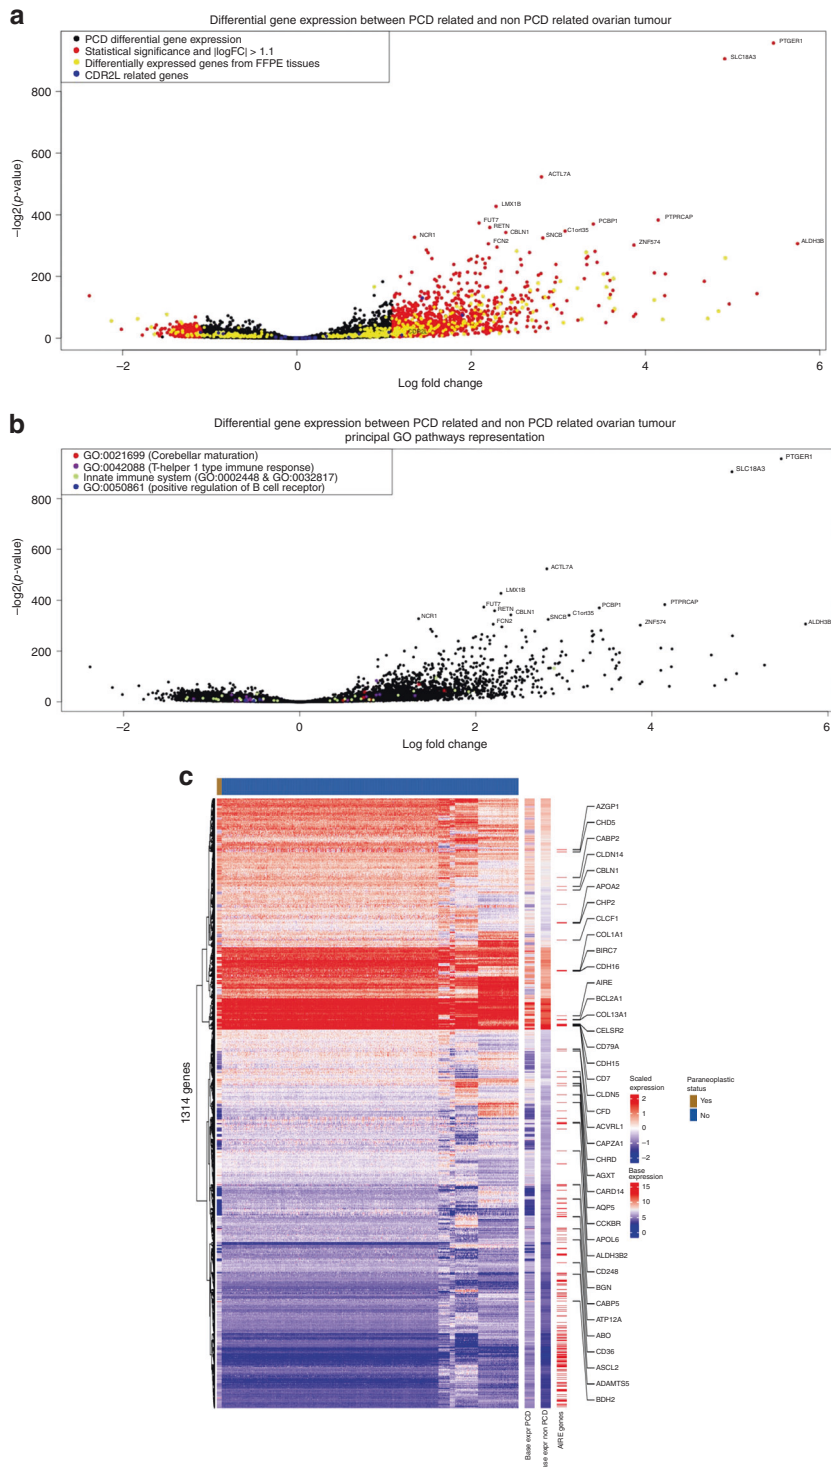 a
Differential gene expression between PCD related and non PCD related ovarian tumour
PCD differential gene expression
Statistical significance and |logFC| > 1.1
Differentially expressed genes from FFPE tissues
CDR2L related genes
PTGER1
SLC18A3
ACTL7A
LMX1B
FUT7
RETN
CBLN1
FCN2
NCR1
SNCB
C1orf35
PCBP1
PTPRCAP
ZNF574
ALDH3B
800
600
400
200
0
−log2(p-value)
−2
0
2
4
6
Log fold change
b
Differential gene expression between PCD related and non PCD related ovarian tumour
principal GO pathways representation
GO:0021699 (Corebellar maturation)
GO:0042088 (T-helper 1 type immune response)
Innate immune system (GO:0002448 & GO:0032817)
GO:0050861 (positive regulation of B cell receptor)
PTGER1
SLC18A3
ACTL7A
LMX1B
FUT7
RETN
CBLN1
FCN2
NCR1
SNCB
C1orf35
PCBP1
PTPRCAP
ZNF574
ALDH3B
800
600
400
200
0
−log2(p-value)
−2
0
2
4
6
Log fold change
c
1314 genes
AZGP1
CHD5
CABP2
CLDN14
CBLN1
APOA2
CHP2
CLCF1
COL1A1
BIRC7
CDH16
AIRE
BCL2A1
COL13A1
CELSR2
CD79A
CDH15
CD7
CLDN5
CFD
ACVRL1
CAPZA1
CHRD
AGXT
CARD14
AQP5
CCKBR
APOL6
ALDH3B2
CD248
BGN
CABP5
ATP12A
ABO
CD36
ASCL2
ADAMTS5
BDH2
Scaled
expression
2
1
0
−1
−2
Base
expression
15
10
5
0
Paraneoplastic
status
Yes
No
Base expr PCD
ase expr non PCD
AIRE genes